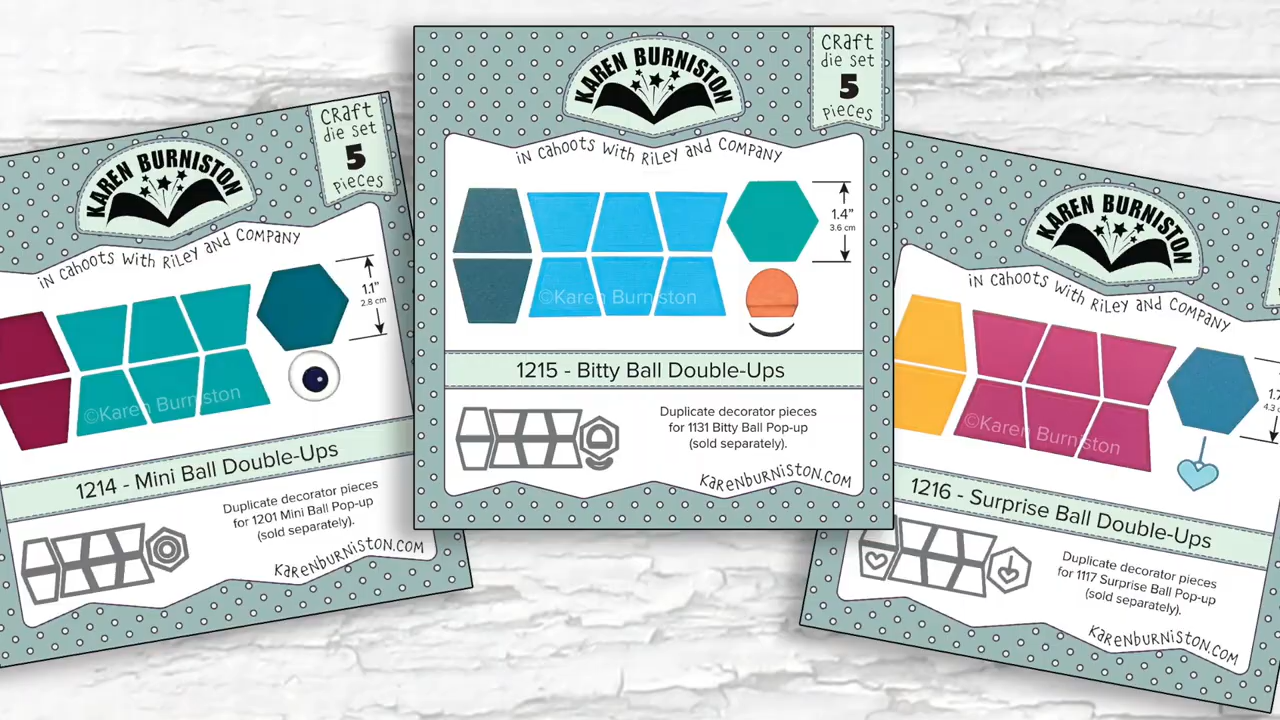 CRaft
die set
5
pieces
KAREN BURNISTON
in cahoots with Riley and Company
1.1"
2.8 cm
©Karen Burniston
1214 - Mini Ball Double-Ups
Duplicate decorator pieces
for 1201 Mini Ball Pop-up
(sold separately).
KARENBURNISTON.COM
CRaft
die set
5
pieces
KAREN BURNISTON
in cahoots with Riley and Company
1.4"
3.6 cm
©Karen Burniston
1215 - Bitty Ball Double-Ups
Duplicate decorator pieces
for 1131 Bitty Ball Pop-up
(sold separately).
KARENBURNISTON.COM
KAREN BURNISTON
in cahoots with Riley and Company
©Karen Burniston
1216 - Surprise Ball Double-Ups
Duplicate decorator pieces
for 1117 Surprise Ball Pop-up
(sold separately).
KARENBURNISTON.COM